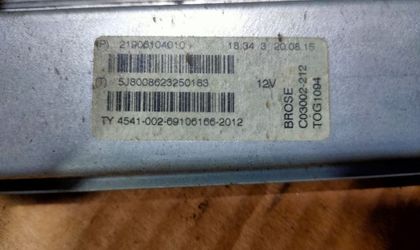 (P) 21906104010 18:34 3 20.08.15
(T) 5J8008623250183
12V
TY 4541-002-69106166-2012
BROSE
C03002-212
TOG1094